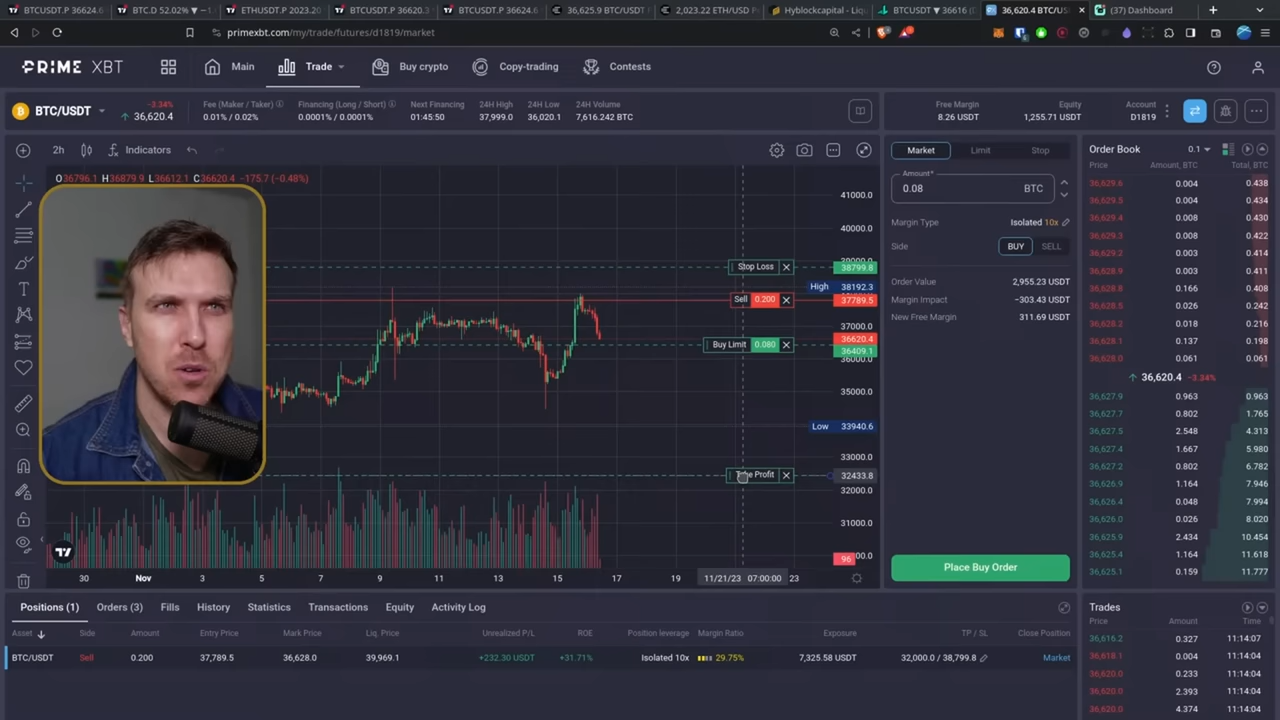 BTCUSDT.P 36624.6
BTC.D 52.02% ▼ −1
ETHUSDT.P 2023.20
BTCUSDT.P 36620.3
BTCUSDT.P 36624.6
36,625.9 BTC/USDT
2,023.22 ETH/USD
Hyblockcapital - Liq
BTCUSDT ▼ 36616
36,620.4 BTC/US
(37) Dashboard
primexbt.com/my/trade/futures/d1819/market
PRIME XBT
Main
Trade
Buy crypto
Copy-trading
Contests
BTC/USDT
-3.34%
36,620.4
Fee (Maker / Taker)
0.01% / 0.02%
Financing (Long / Short)
0.0001% / 0.0001%
Next Financing
01:45:50
24H High
37,999.0
24H Low
36,020.1
24H Volume
7,616.242 BTC
Free Margin
8.26 USDT
Equity
1,255.71 USDT
Account
D1819
2h
Indicators
O36796.1 H36879.9 L36612.1 C36620.4 −175.7 (−0.48%)
41000.0
40000.0
Stop Loss
38799.8
High 38192.3
Sell 0.200
37789.5
37000.0
36620.4
Buy Limit 0.080
36409.1
36000.0
35000.0
Low 33940.6
33000.0
Take Profit
32433.8
32000.0
31000.0
96
30 Nov 3 5 7 9 11 13 15 17 19 11/21/23 07:00:00 23
Market
Limit
Stop
Amount*
0.08 BTC
Margin Type Isolated 10x
Side BUY SELL
Order Value 2,955.23 USDT
Margin Impact −303.43 USDT
New Free Margin 311.69 USDT
Place Buy Order
Order Book 0.1
Price Amount, BTC Total, BTC
36,629.6 0.004 0.438
36,629.5 0.004 0.434
36,629.4 0.008 0.430
36,629.3 0.008 0.422
36,629.2 0.003 0.414
36,628.9 0.003 0.411
36,628.8 0.166 0.408
36,628.5 0.026 0.242
36,628.2 0.018 0.216
36,628.1 0.137 0.198
36,628.0 0.061 0.061
36,620.4 -3.34%
36,627.9 0.963 0.963
36,627.7 0.802 1.765
36,627.5 2.548 4.313
36,627.4 1.667 5.980
36,627.2 0.802 6.782
36,626.9 1.164 7.946
36,626.4 0.048 7.994
36,626.0 0.026 8.020
36,625.9 2.434 10.454
36,625.4 1.164 11.618
36,625.1 0.159 11.777
Positions (1)
Orders (3)
Fills
History
Statistics
Transactions
Equity
Activity Log
Asset Side Amount Entry Price Mark Price Liq. Price Unrealized P/L ROE Position leverage Margin Ratio Exposure TP / SL Close Position
BTC/USDT Sell 0.200 37,789.5 36,628.0 39,969.1 +232.30 USDT +31.71% Isolated 10x 29.75% 7,325.58 USDT 32,000.0 / 38,799.8 Market
Trades
Price Amount Time
36,616.2 0.327 11:14:07
36,618.1 0.004 11:14:04
36,620.0 0.233 11:14:04
36,620.0 2.393 11:14:04
36,620.0 4.374 11:14:04